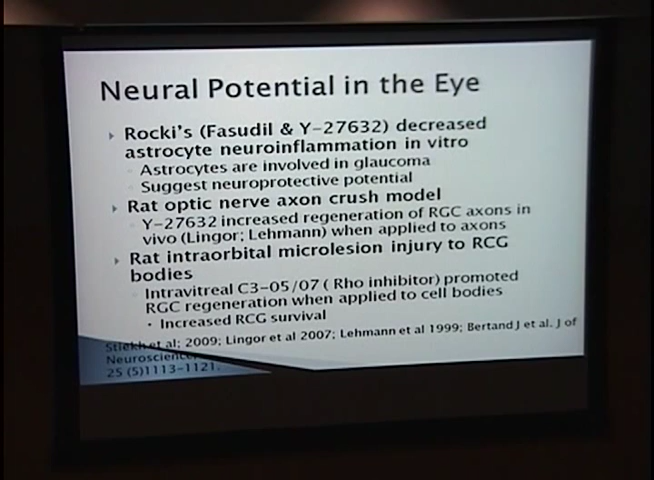 Neural Potential in the Eye
Rocki's (Fasudil & Y-27632) decreased
astrocyte neuroinflammation in vitro
Astrocytes are involved in glaucoma
Suggest neuroprotective potential
Rat optic nerve axon crush model
Y-27632 increased regeneration of RGC axons in
vivo (Lingor; Lehmann) when applied to axons
Rat intraorbital microlesion injury to RCG
bodies
Intravitreal C3-05/07 ( Rho inhibitor) promoted
RGC regeneration when applied to cell bodies
Increased RCG survival
et al; 2009; Lingor et al 2007; Lehmann et al 1999; Bertand J et al. J of
Neuroscience.
25 (5)1113-1121.